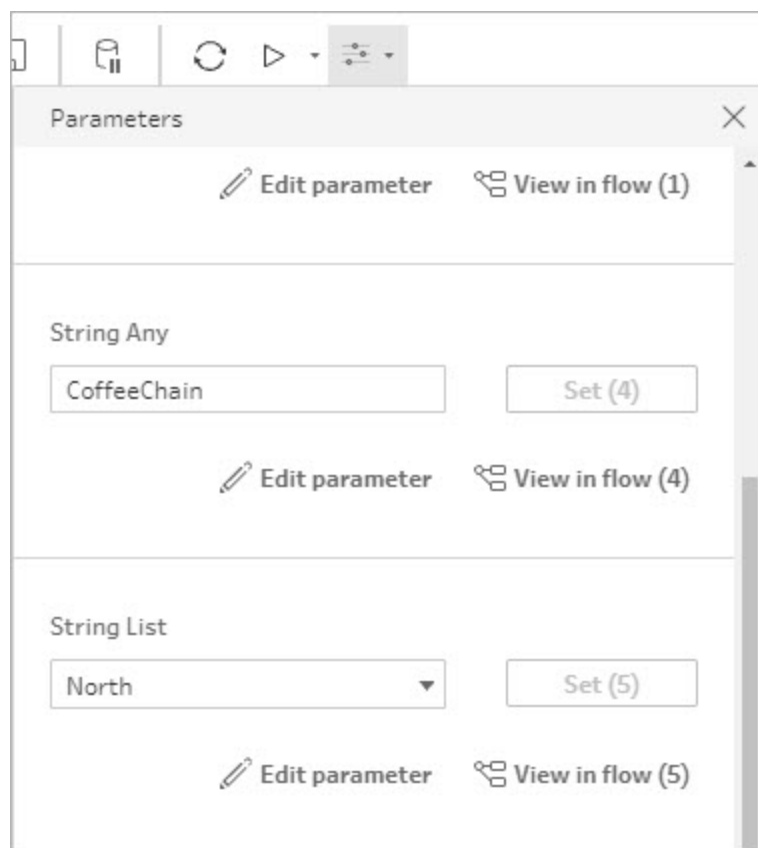 Parameters
Edit parameter View in flow (1)
String Any
CoffeeChain Set (4)
Edit parameter View in flow (4)
String List
North Set (5)
Edit parameter View in flow (5)